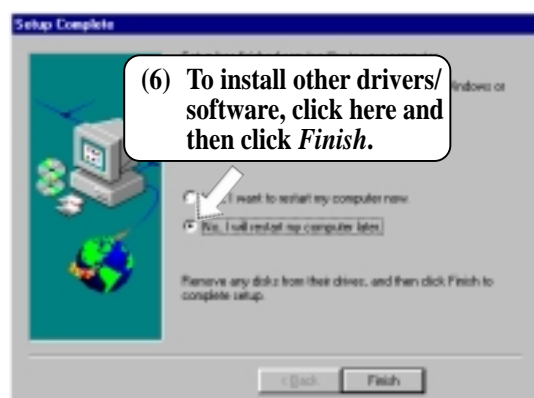 Setup Complete
Windows or
(6) To install other drivers/
software, click here and
then click Finish.
I want to restart my computer now.
No, I will restart my computer later.
Remove any disks from their drives, and then click Finish to
complete setup.
< Back Finish